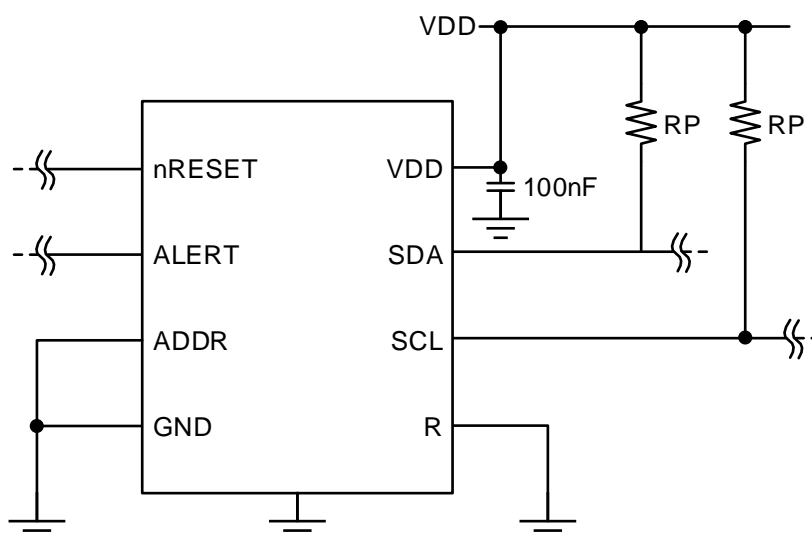 VDD
RP RP
nRESET VDD
100nF
ALERT SDA
ADDR SCL
GND R